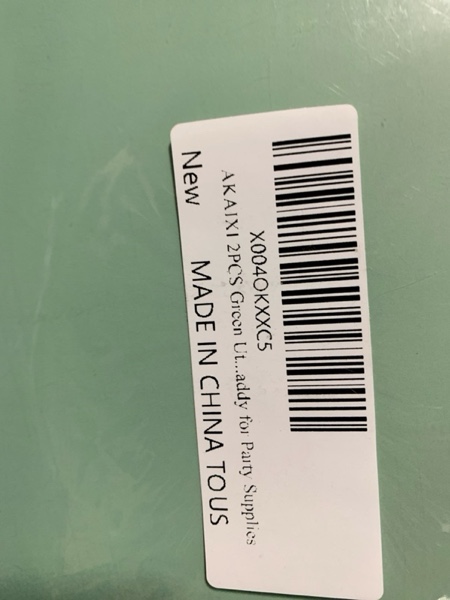 X004OKXXC5
AKAIXI 2PCS Green Ut...addy for Party Supplies
New
MADE IN CHINA TOUS